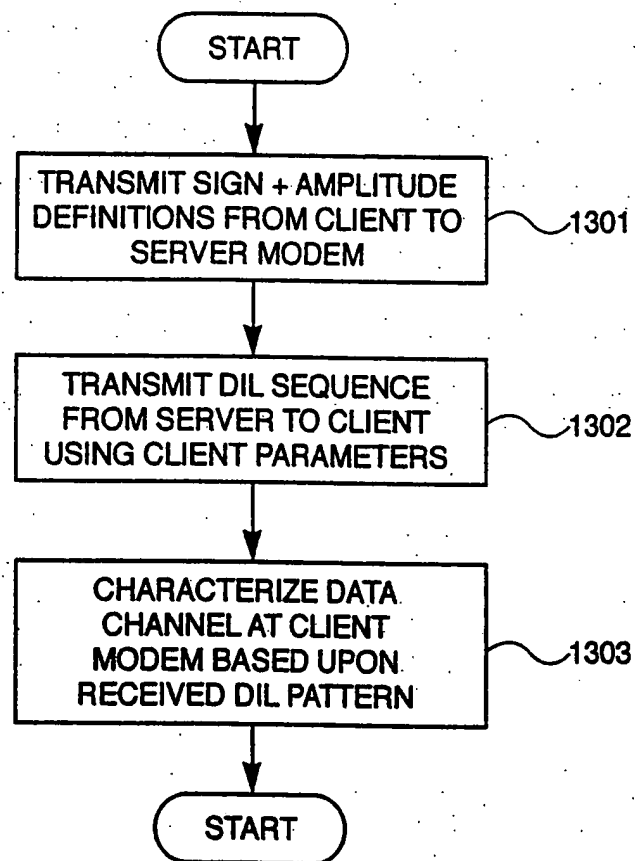 START
TRANSMIT SIGN + AMPLITUDE
DEFINITIONS FROM CLIENT TO
SERVER MODEM
1301
TRANSMIT DIL SEQUENCE
FROM SERVER TO CLIENT
USING CLIENT PARAMETERS
1302
CHARACTERIZE DATA
CHANNEL AT CLIENT
MODEM BASED UPON
RECEIVED DIL PATTERN
1303
START